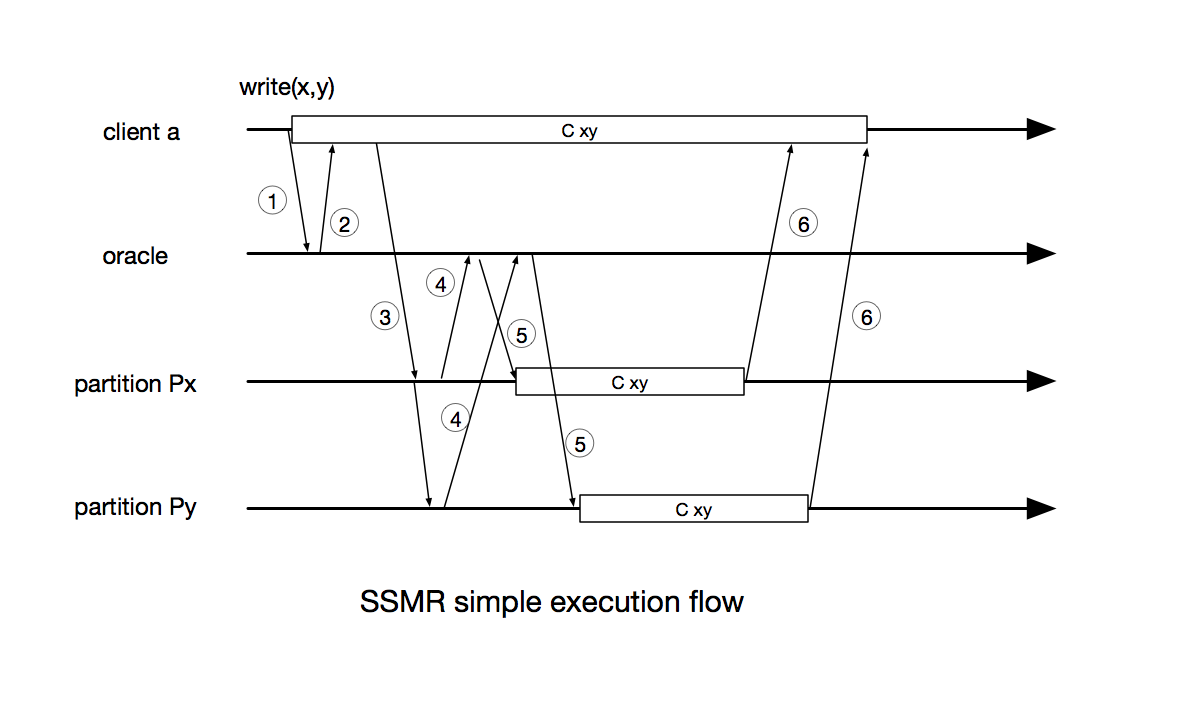 write(x,y)
client a
C xy
1
2
6
oracle
4
3
5
6
partition Px
C xy
4
5
partition Py
C xy
SSMR simple execution flow